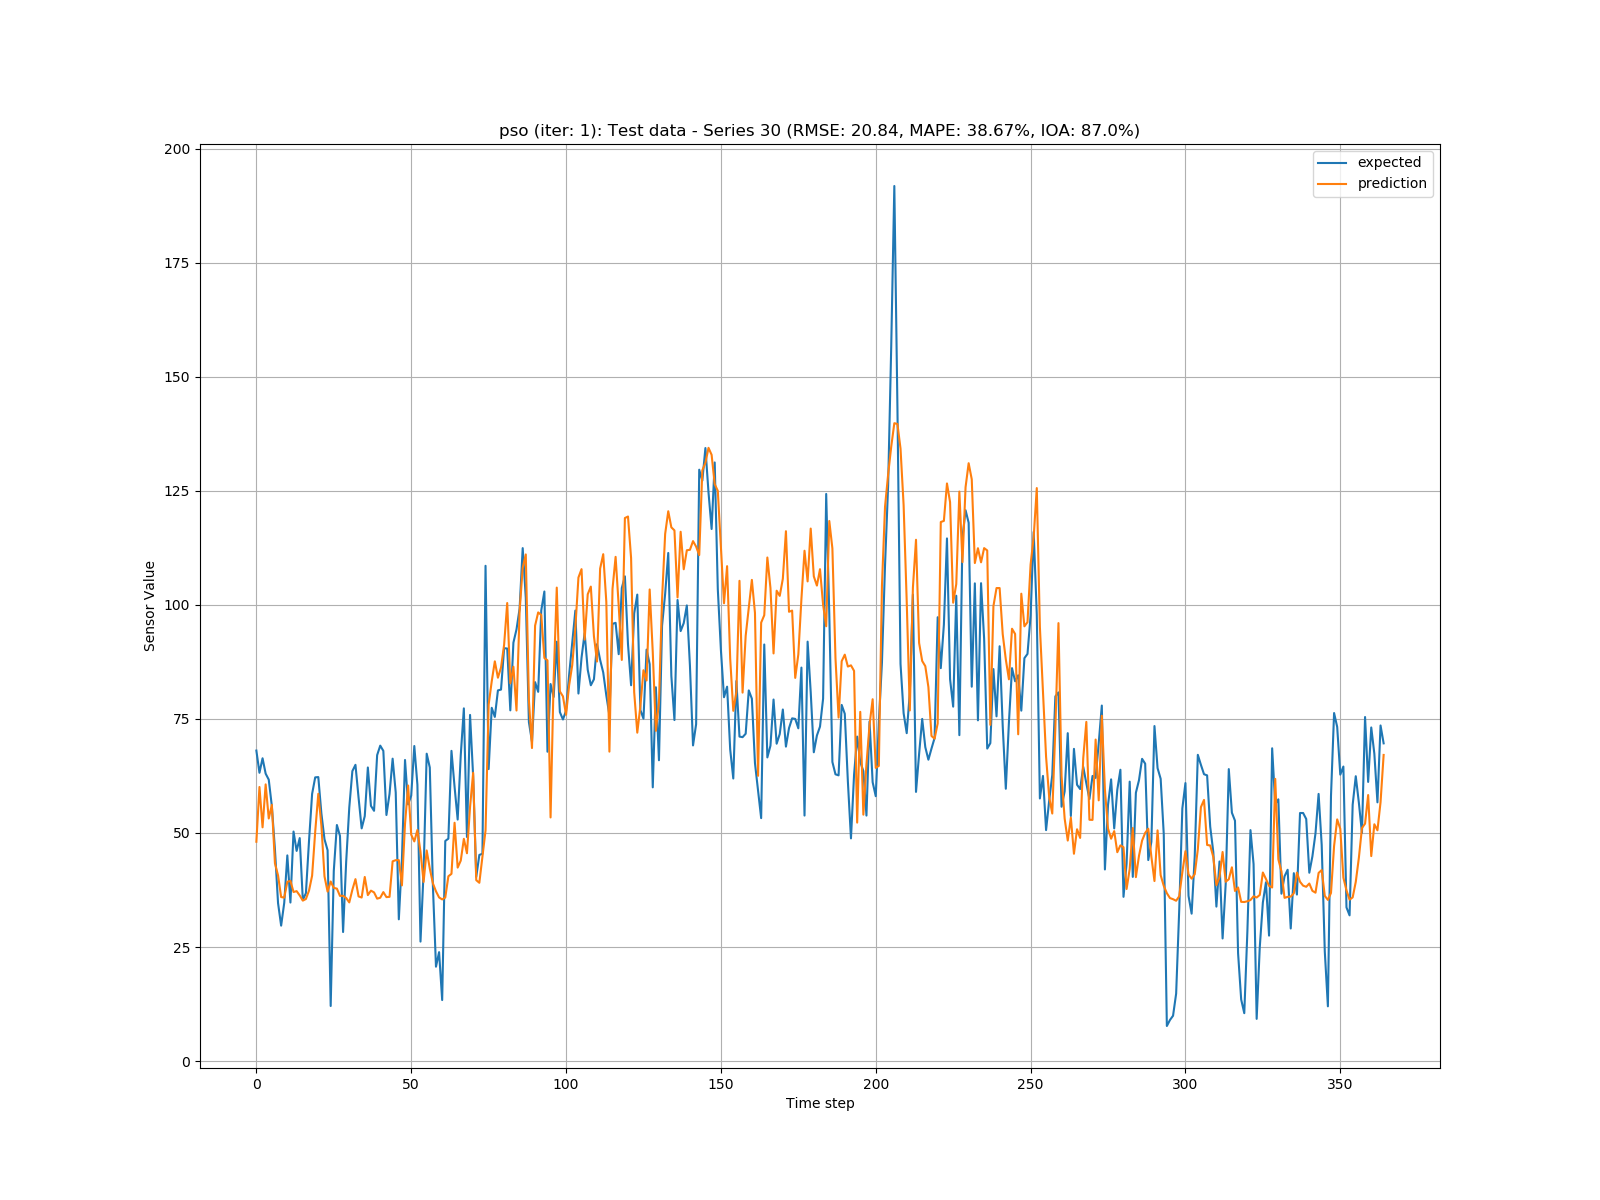 pso (iter: 1): Test data - Series 30 (RMSE: 20.84, MAPE: 38.67%, IOA: 87.0%)
expected
prediction
Sensor Value
200
175
150
125
100
75
50
25
0
0 50 100 150 200 250 300 350
Time step